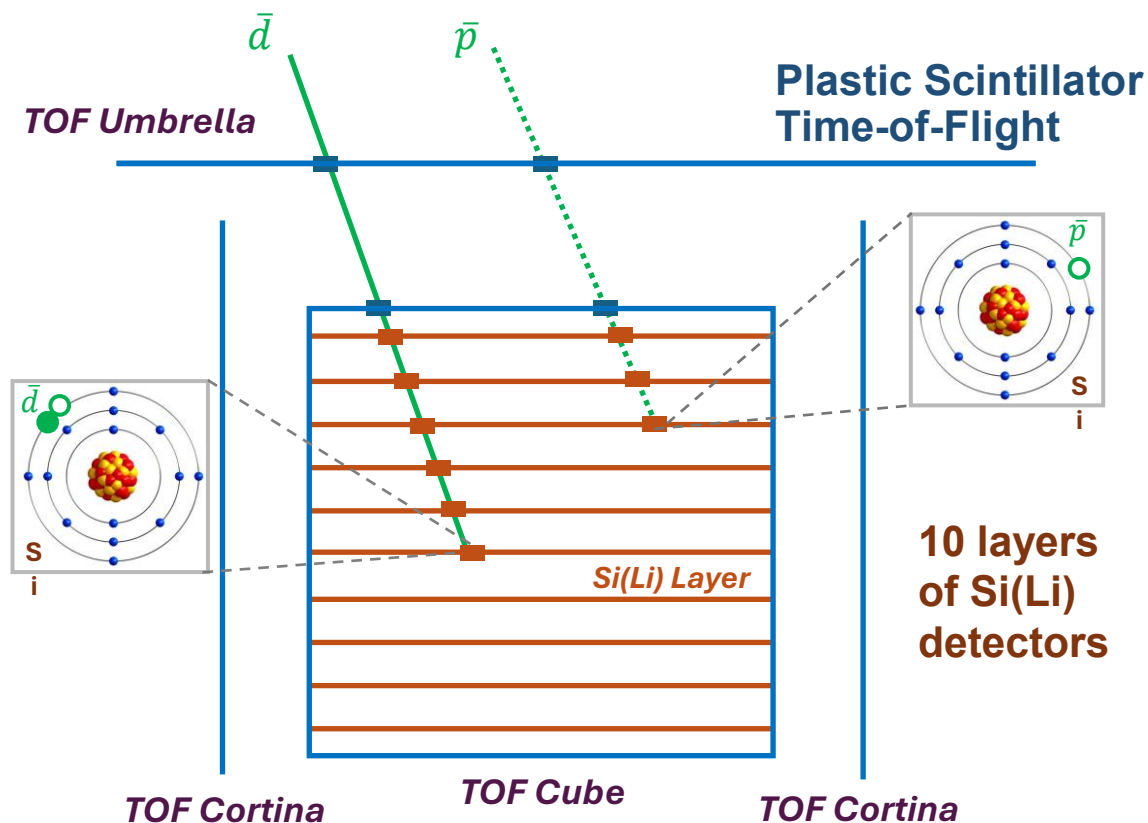 d̄
p̄
Plastic Scintillator
Time-of-Flight
TOF Umbrella
p̄
S
i
d̄
S
i
Si(Li) Layer
10 layers
of Si(Li)
detectors
TOF Cortina
TOF Cube
TOF Cortina